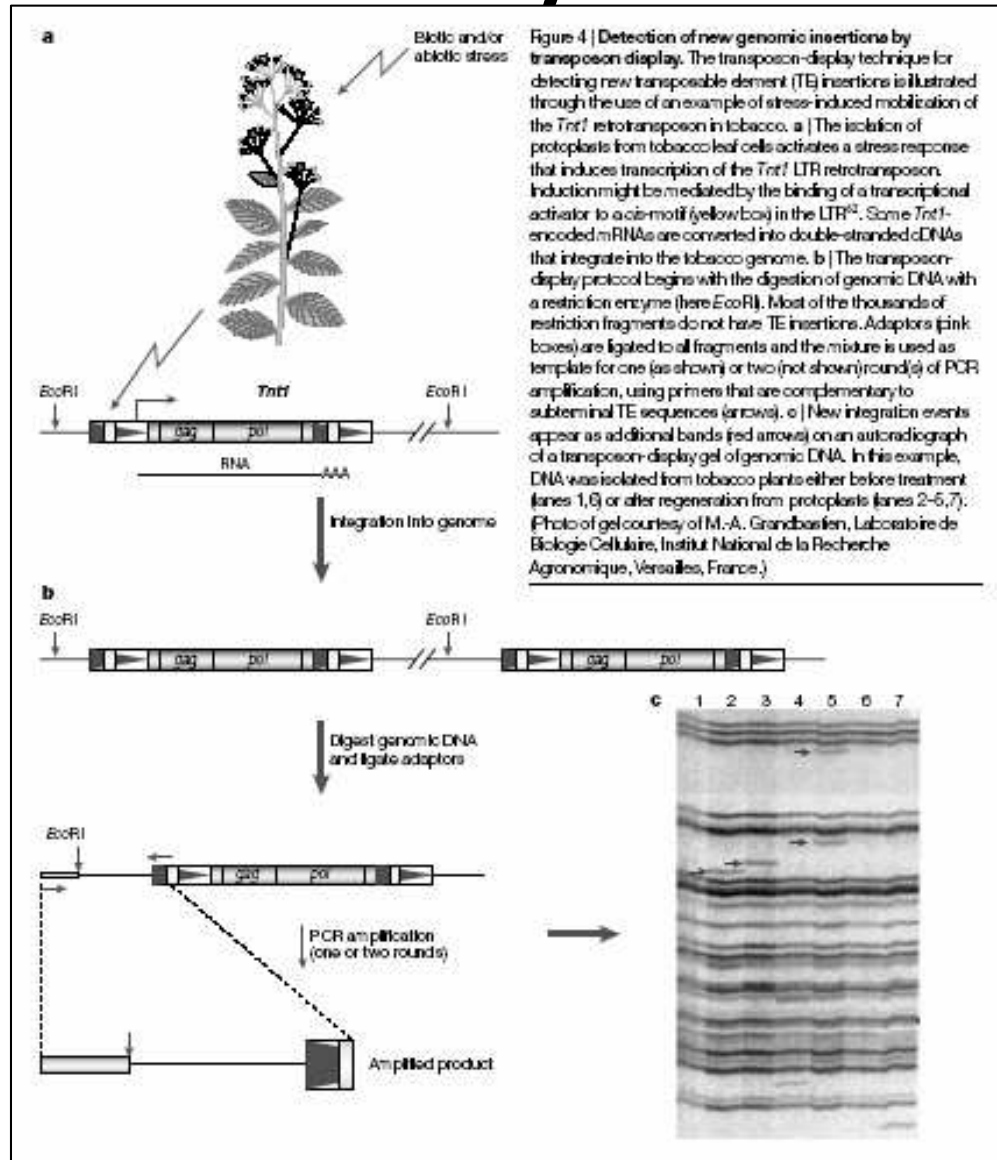 a
Biotic and/or
abiotic stress
Figure 4 | Detection of new genomic insertions by
transposon display. The transposon-display technique for
detecting new transposable element (TE) insertions is illustrated
through the use of an example of stress-induced mobilization of
the Tnt1 retrotransposon in tobacco. a | The isolation of
protoplasts from tobacco leaf cells activates a stress response
that induces transcription of the Tnt1 LTR retrotransposon.
Induction might be mediated by the binding of a transcriptional
activator to a cis-motif (yellow box) in the LTR. Some Tnt1-
encoded mRNAs are converted into double-stranded cDNAs
that integrate into the tobacco genome. b | The transposon-
display protocol begins with the digestion of genomic DNA with
a restriction enzyme (here EcoRI). Most of the thousands of
restriction fragments do not have TE insertions. Adaptors (pink
boxes) are ligated to all fragments and the mixture is used as
template for one (as shown) or two (not shown) round(s) of PCR
amplification, using primers that are complementary to
subterminal TE sequences (arrows). c | New integration events
appear as additional bands (red arrows) on an autoradiograph
of a transposon-display gel of genomic DNA. In this example,
DNA was isolated from tobacco plants either before treatment
(lanes 1,6) or after regeneration from protoplasts (lanes 2–5,7).
(Photo of gel courtesy of M.-A. Grandbastien, Laboratoire de
Biologie Cellulaire, Institut National de la Recherche
Agronomique, Versailles, France.)
EcoRI Tnt1 EcoRI
gag pol
RNA AAA
Integration into genome
b
EcoRI EcoRI
gag pol gag pol
Digest genomic DNA
and ligate adaptors
c 1 2 3 4 5 6 7
EcoRI
gag pol
PCR amplification
(one or two rounds)
Amplified product